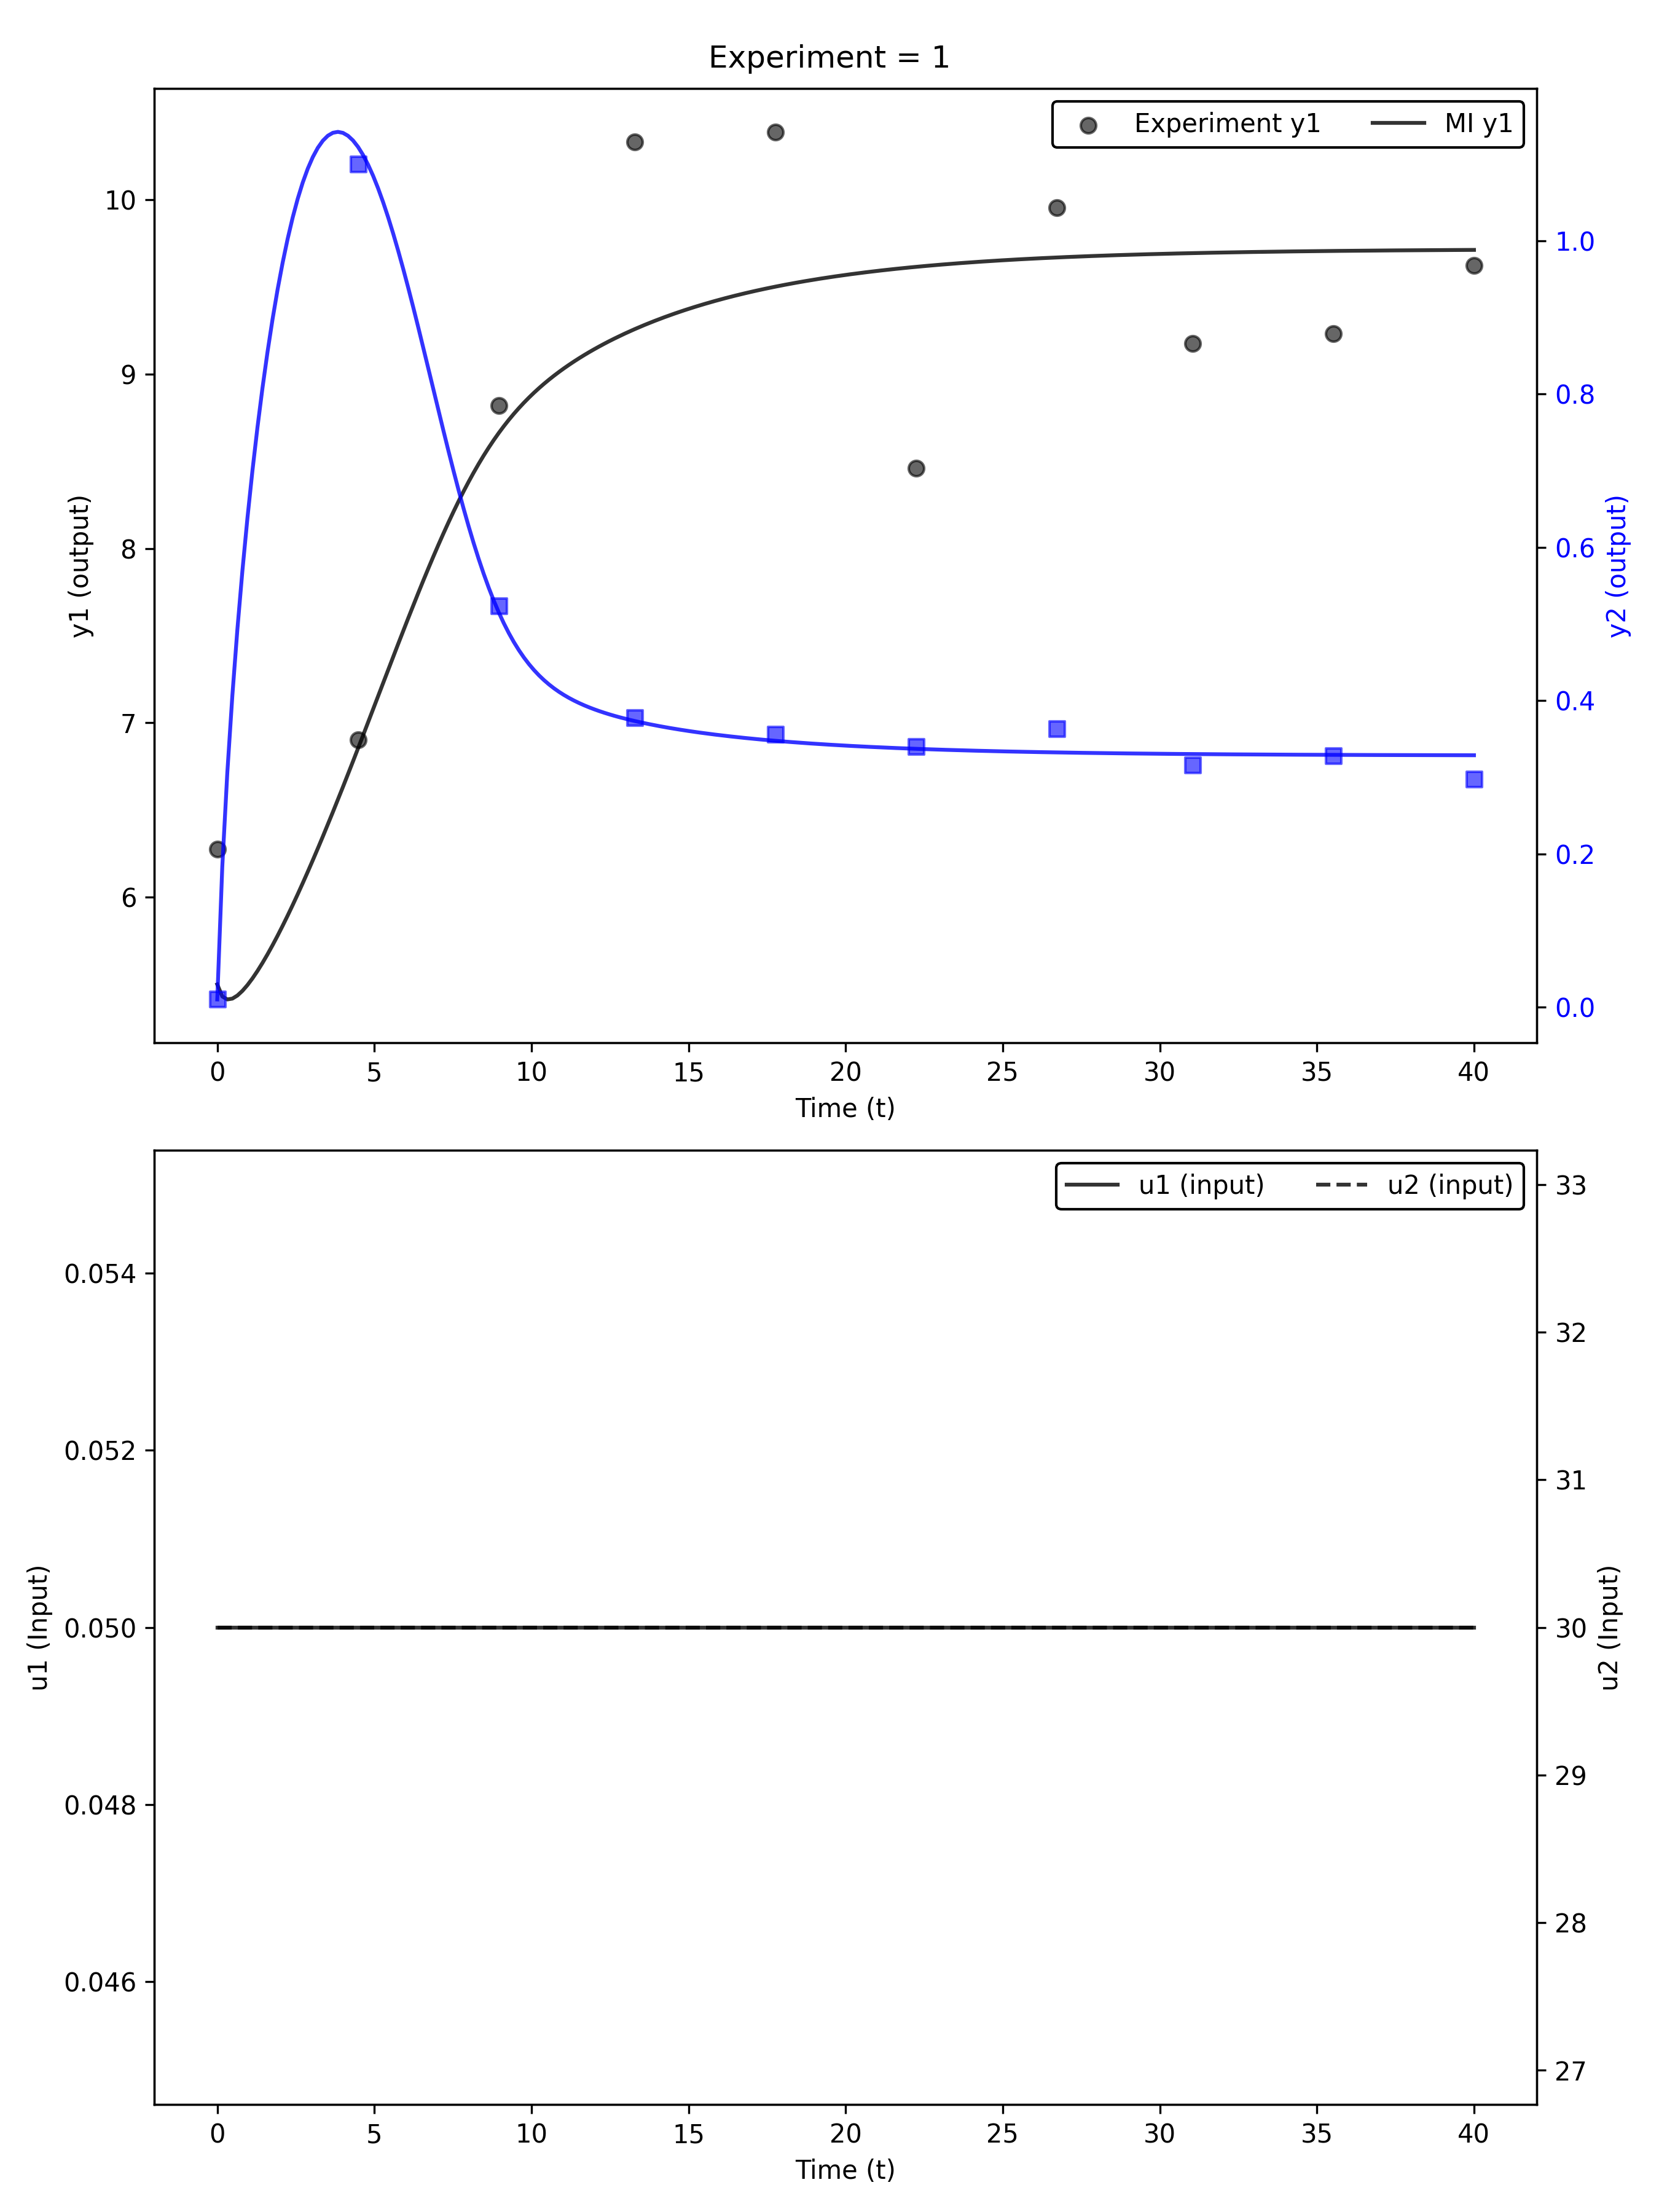 Experiment = 1
Experiment y1 MI y1
10
9
8
7
6
1.0
0.8
0.6
0.4
0.2
0.0
y1 (output)
y2 (output)
0 5 10 15 20 25 30 35 40
Time (t)
u1 (input) u2 (input)
0.054
0.052
0.050
0.048
0.046
33
32
31
30
29
28
27
u1 (Input)
u2 (Input)
0 5 10 15 20 25 30 35 40
Time (t)